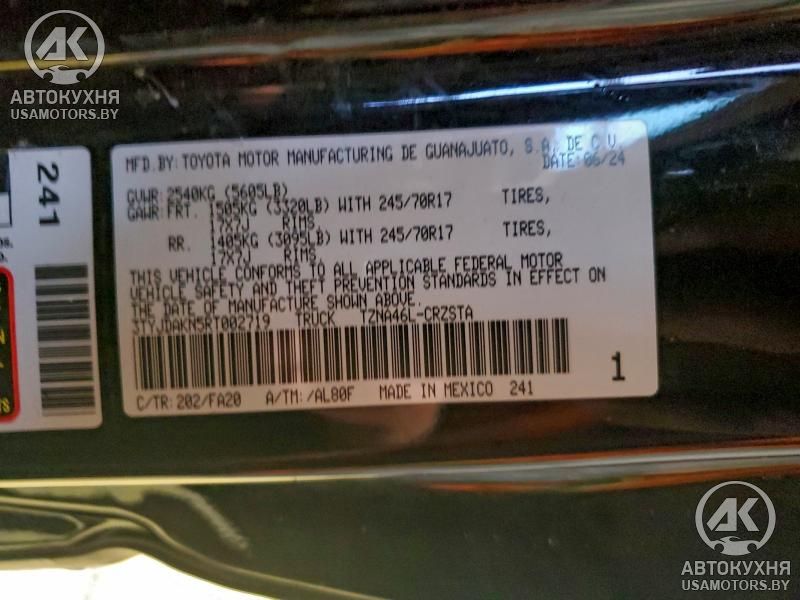 AK
АВТОКУХНЯ
USAMOTORS.BY
241
MFD.BY:TOYOTA MOTOR MANUFACTURING DE GUANAJUATO, S.A. DE C.V.
DATE:06/24
GVWR:2540KG (5605LB)
GAWR:FRT. 1505KG (3320LB) WITH 245/70R17 TIRES,
17X7J RIMS,
RR. 1405KG (3095LB) WITH 245/70R17 TIRES,
17X7J RIMS.
THIS VEHICLE CONFORMS TO ALL APPLICABLE FEDERAL MOTOR
VEHICLE SAFETY AND THEFT PREVENTION STANDARDS IN EFFECT ON
THE DATE OF MANUFACTURE SHOWN ABOVE.
3TYJDAKN5RT002719 TRUCK TZNA46L-CRZSTA
1
C/TR:202/FA20 A/TM:/AL80F MADE IN MEXICO 241
AK
АВТОКУХНЯ
USAMOTORS.BY